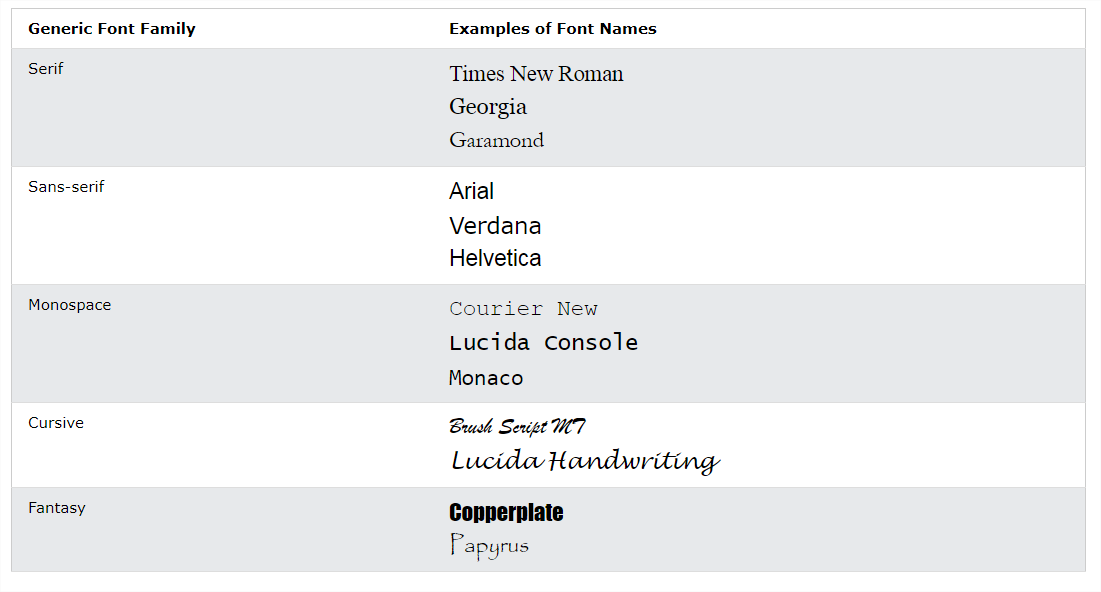 Generic Font Family Examples of Font Names
Serif Times New Roman
Georgia
Garamond
Sans-serif Arial
Verdana
Helvetica
Monospace Courier New
Lucida Console
Monaco
Cursive Brush Script MT
Lucida Handwriting
Fantasy Copperplate
Papyrus